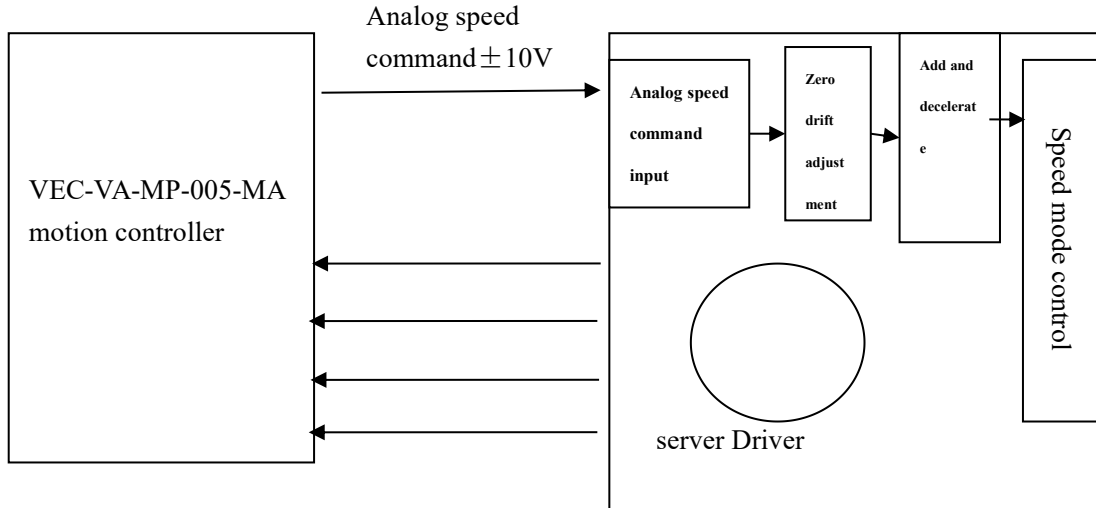 Analog speed
command±10V
VEC-VA-MP-005-MA
motion controller
Analog speed
command
input
Zero
drift
adjust
ment
Add and
decelerat
e
Speed mode control
server Driver